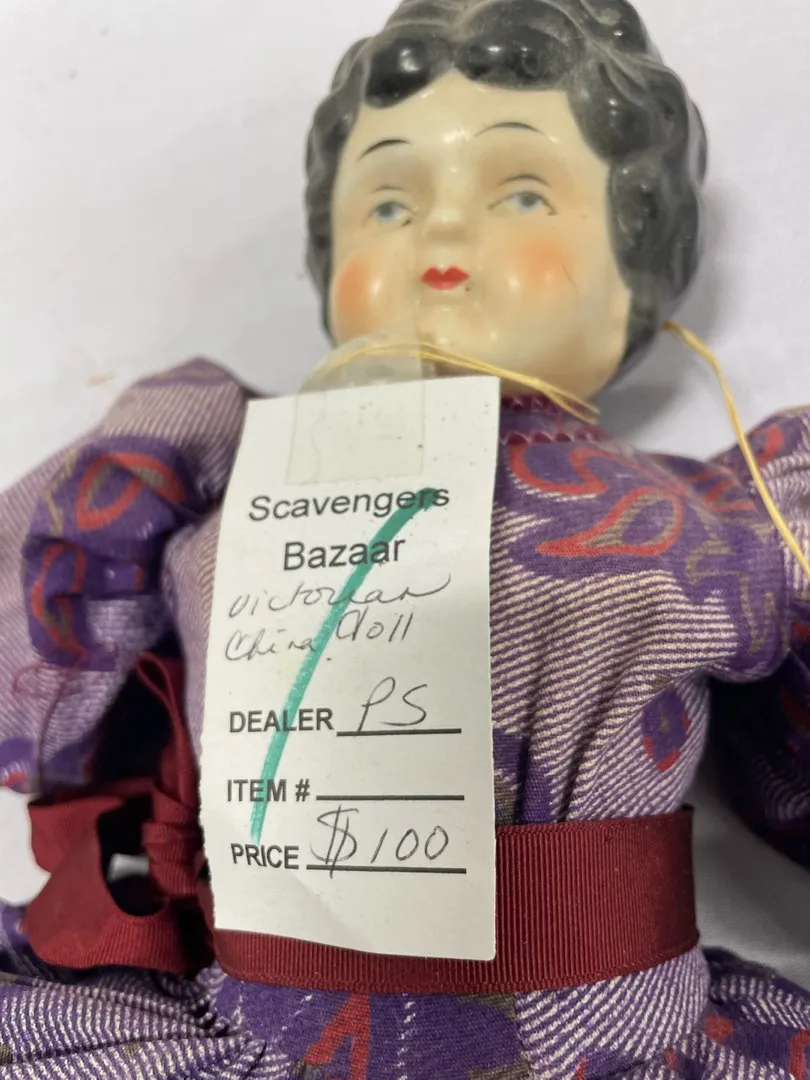 Scavengers
Bazaar
Victorian
China Doll
DEALER PS
ITEM #
PRICE $100